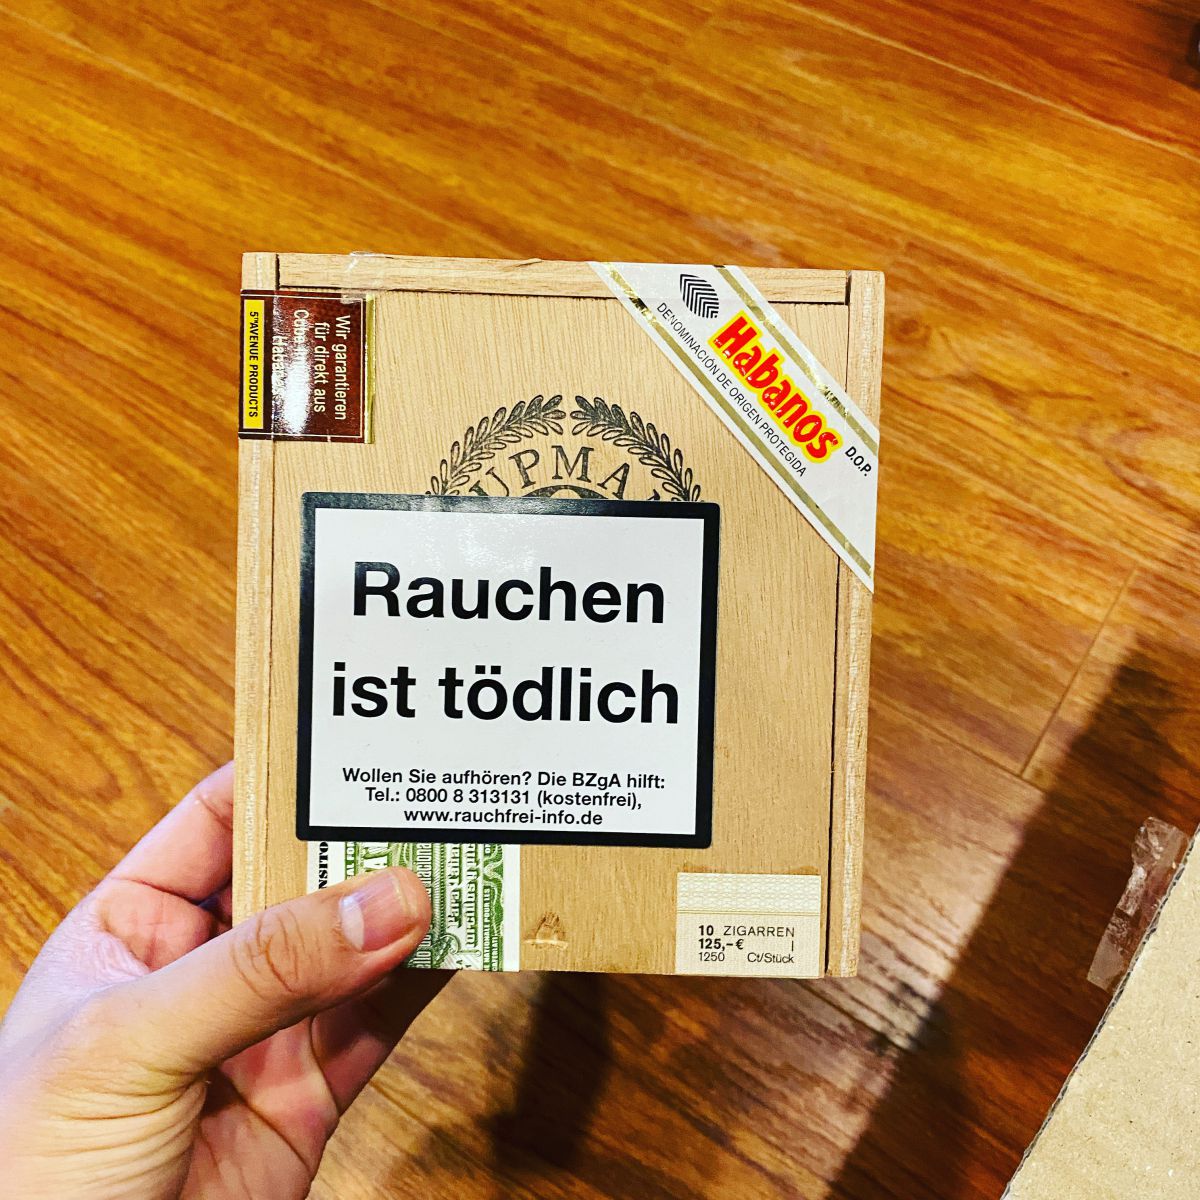 Wir garantieren
für direkt aus
5THAVENUE PRODUCTS
DENOMINACIÓN DE ORIGEN PROTEGIDA
Habanos
D.O.P.
UPMA
Rauchen
ist tödlich
Wollen Sie aufhören? Die BZgA hilft:
Tel.: 0800 8 313131 (kostenfrei),
www.rauchfrei-info.de
10 ZIGARREN
125,-€ I
1250 Ct/Stück